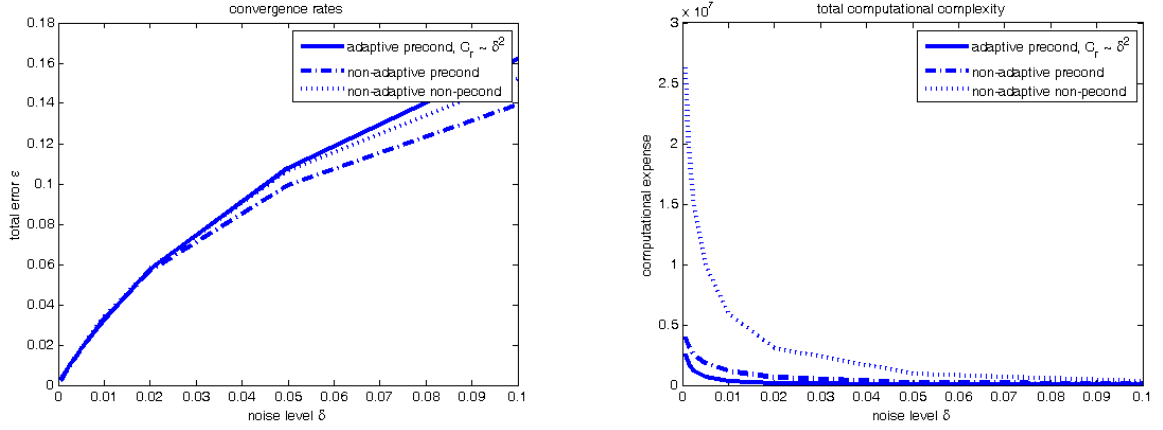 convergence rates
0.18
0.16
0.14
0.12
0.1
0.08
0.06
0.04
0.02
0
total error ε
adaptive precond, C_r ~ δ²
non-adaptive precond
non-adaptive non-pecond
0 0.01 0.02 0.03 0.04 0.05 0.06 0.07 0.08 0.09 0.1
noise level δ
total computational complexity
x 10⁷
3
2.5
2
1.5
1
0.5
0
computational expense
adaptive precond, C_r ~ δ²
non-adaptive precond
non-adaptive non-pecond
0 0.01 0.02 0.03 0.04 0.05 0.06 0.07 0.08 0.09 0.1
noise level δ